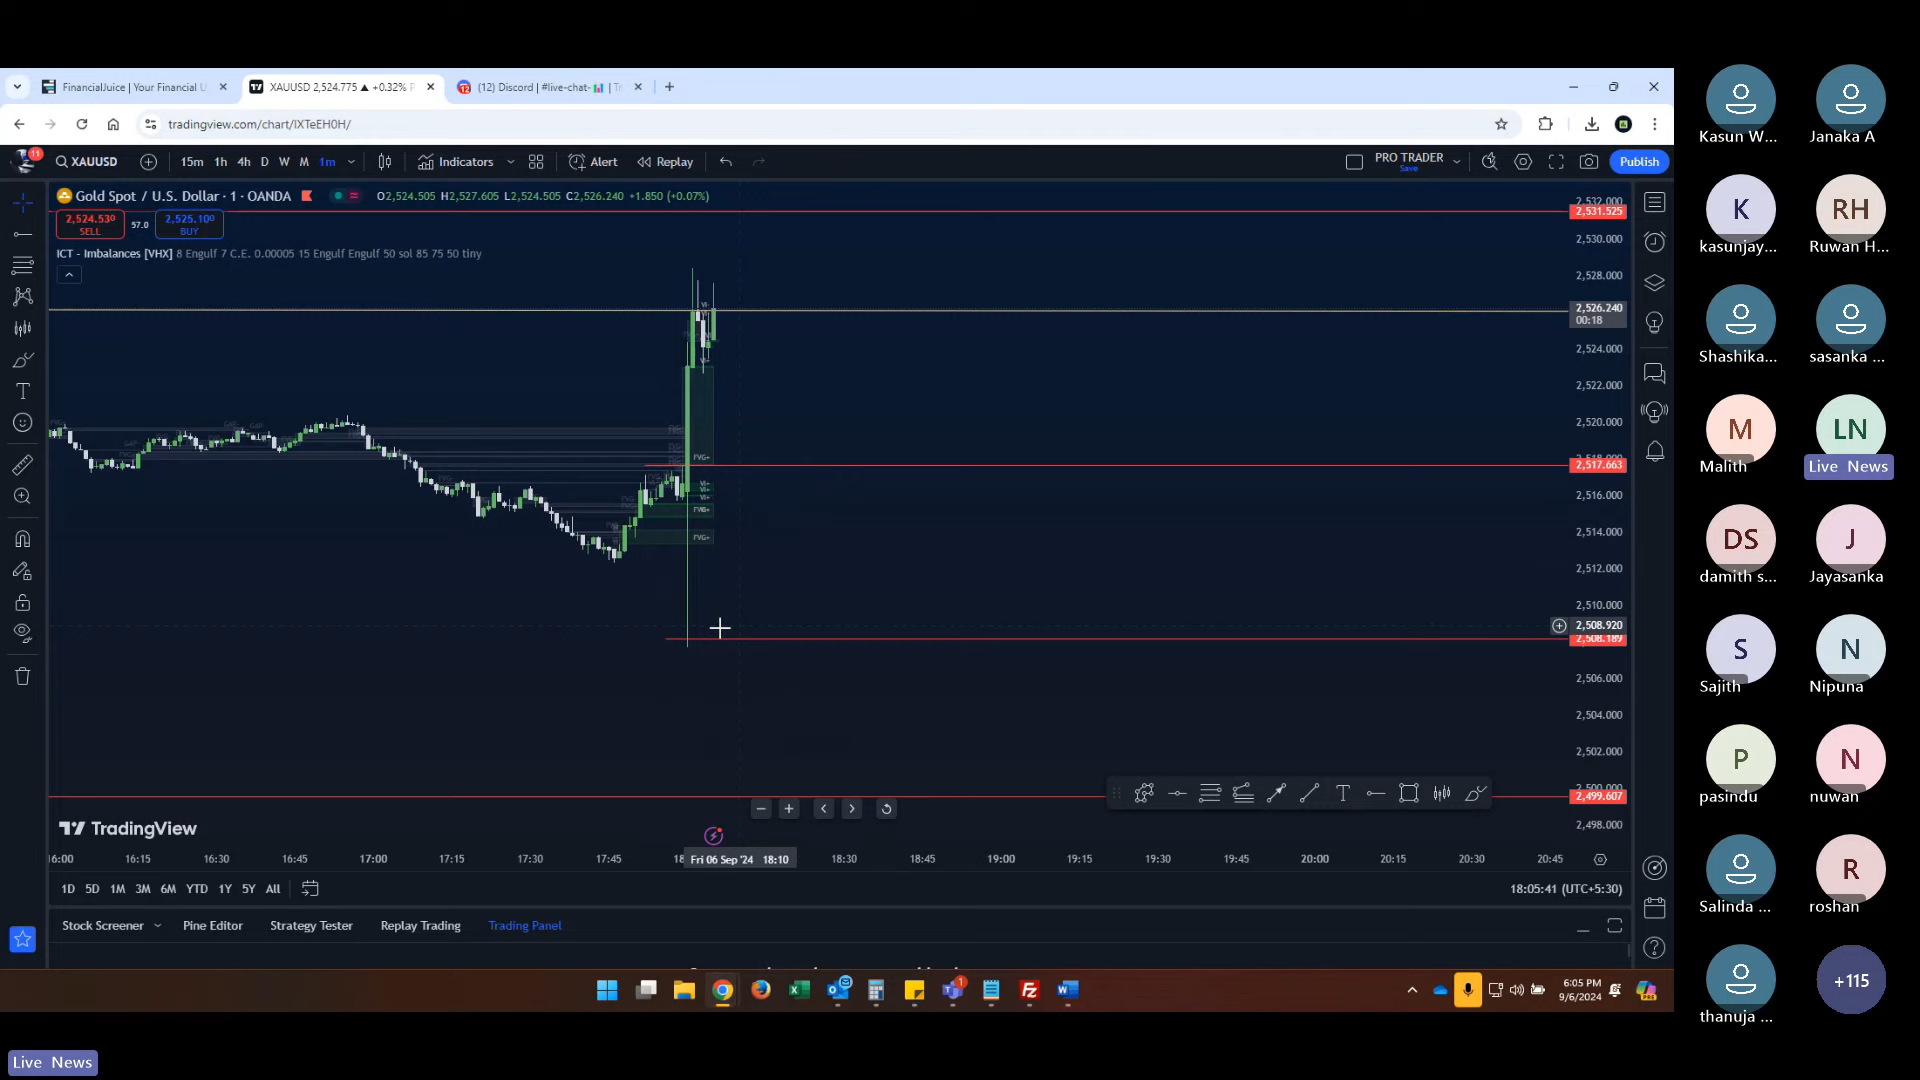 FinancialJuice | Your Financial U
XAUUSD 2,524.775 ▲ +0.32% P
(12) Discord | #live-chat- | Tr
tradingview.com/chart/IXTeEH0H/
11
XAUUSD
15m 1h 4h D W M 1m
Indicators
Alert
Replay
PRO TRADER
Save
Publish
Gold Spot / U.S. Dollar · 1 · OANDA
O2,524.505 H2,527.605 L2,524.505 C2,526.240 +1.850 (+0.07%)
2,524.530
SELL
57.0
2,525.100
BUY
ICT - Imbalances [VHX] 8 Engulf 7 C.E. 0.00005 15 Engulf Engulf 50 sol 85 75 50 tiny
2,532.000
2,531.525
2,530.000
2,528.000
2,526.240
00:18
2,524.000
2,522.000
2,520.000
2,517.663
2,516.000
2,514.000
2,512.000
2,510.000
2,508.920
2,508.189
2,506.000
2,504.000
2,502.000
2,499.607
2,498.000
FVG+
FVG+
TradingView
16:15 16:30 16:45 17:00 17:15 17:30 17:45
Fri 06 Sep '24 18:10
18:30 18:45 19:00 19:15 19:30 19:45 20:00 20:15 20:30 20:45
1D 5D 1M 3M 6M YTD 1Y 5Y All
18:05:41 (UTC+5:30)
Stock Screener
Pine Editor
Strategy Tester
Replay Trading
Trading Panel
6:05 PM
9/6/2024
Kasun W...
Janaka A
K
kasunjay...
RH
Ruwan H...
Shashika...
sasanka ...
M
Malith
LN
Live News
DS
damith s...
J
Jayasanka
S
Sajith
N
Nipuna
P
pasindu
N
nuwan
Salinda ...
R
roshan
thanuja ...
+115
Live News